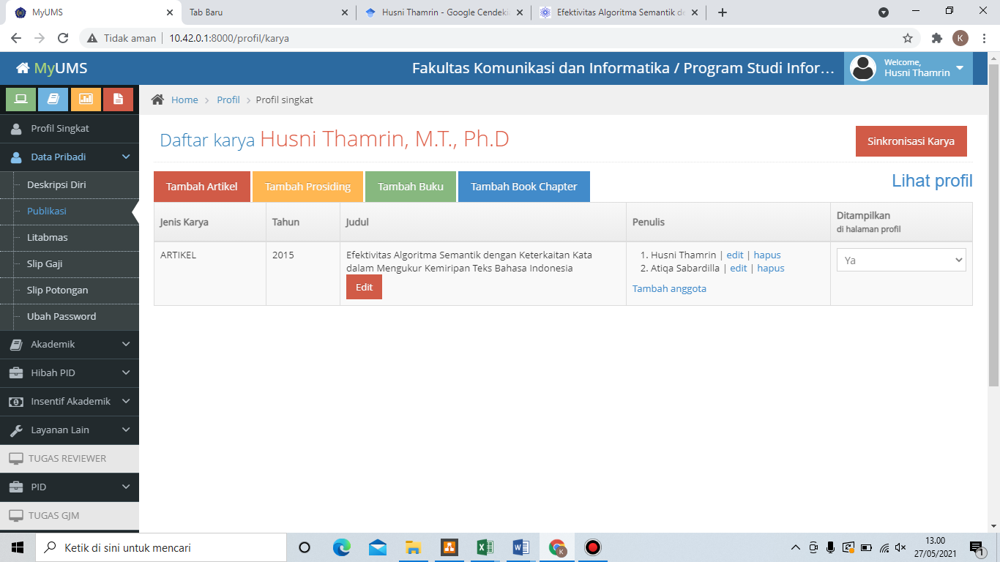 MyUMS
Tab Baru
Husni Thamrin - Google Cendeki
Efektivitas Algoritma Semantik de
Tidak aman
10.42.0.1:8000/profil/karya
K
MyUMS
Fakultas Komunikasi dan Informatika / Program Studi Infor...
Welcome,
Husni Thamrin
Home > Profil > Profil singkat
Profil Singkat
Data Pribadi
Deskripsi Diri
Publikasi
Litabmas
Slip Gaji
Slip Potongan
Ubah Password
Akademik
Hibah PID
Insentif Akademik
Layanan Lain
TUGAS REVIEWER
PID
TUGAS GJM
Daftar karya Husni Thamrin, M.T., Ph.D
Sinkronisasi Karya
Tambah Artikel
Tambah Prosiding
Tambah Buku
Tambah Book Chapter
Lihat profil
Jenis Karya
Tahun
Judul
Penulis
Ditampilkan
di halaman profil
ARTIKEL
2015
Efektivitas Algoritma Semantik dengan Keterkaitan Kata
dalam Mengukur Kemiripan Teks Bahasa Indonesia
Edit
1. Husni Thamrin | edit | hapus
2. Atiqa Sabardilla | edit | hapus
Tambah anggota
Ya
Ketik di sini untuk mencari
K
13.00
27/05/2021
1